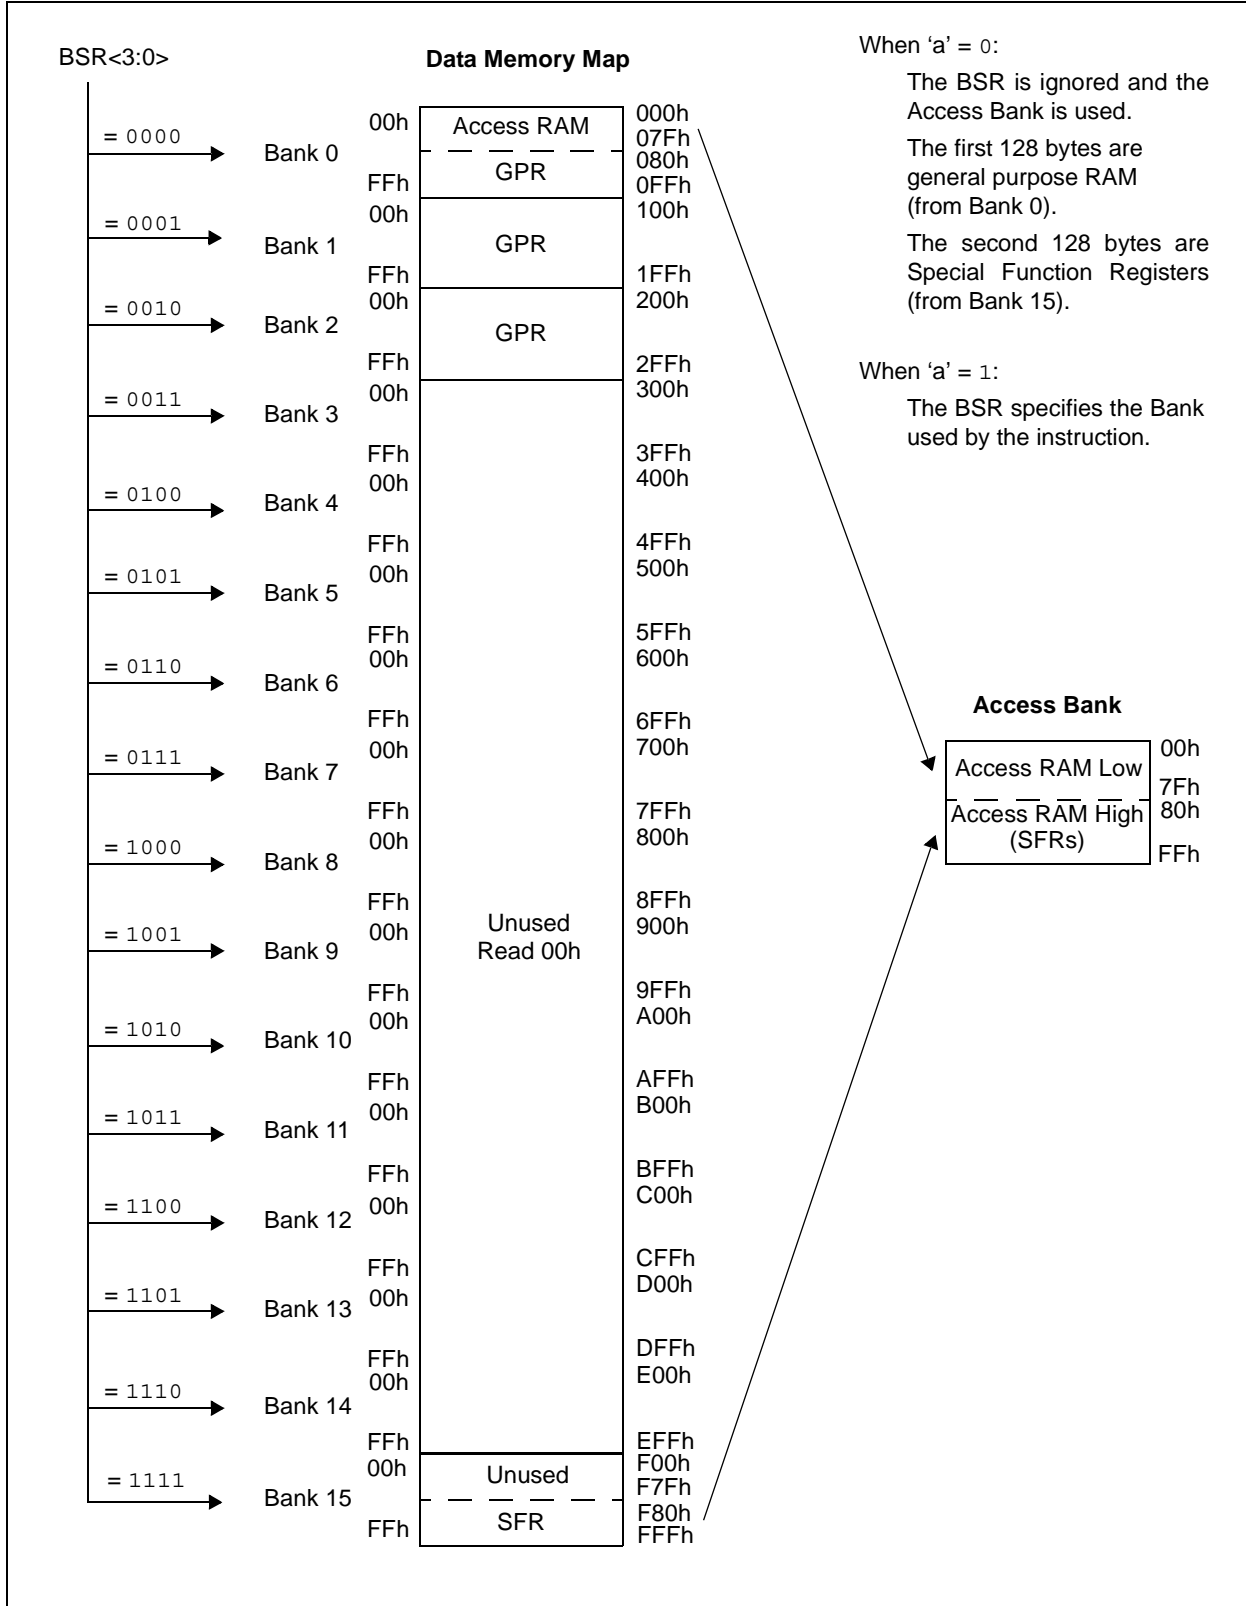 BSR<3:0>
Data Memory Map
When ‘a’ = 0:
The BSR is ignored and the
Access Bank is used.
The first 128 bytes are
general purpose RAM
(from Bank 0).
The second 128 bytes are
Special Function Registers
(from Bank 15).
When ‘a’ = 1:
The BSR specifies the Bank
used by the instruction.
= 0000
Bank 0
00h
Access RAM
000h
07Fh
080h
GPR
FFh
0FFh
= 0001
Bank 1
00h
100h
GPR
FFh
1FFh
= 0010
Bank 2
00h
200h
GPR
FFh
2FFh
= 0011
Bank 3
00h
300h
FFh
3FFh
= 0100
Bank 4
00h
400h
FFh
4FFh
= 0101
Bank 5
00h
500h
FFh
5FFh
= 0110
Bank 6
00h
600h
FFh
6FFh
= 0111
Bank 7
00h
700h
FFh
7FFh
= 1000
Bank 8
00h
800h
FFh
8FFh
= 1001
Bank 9
00h
Unused
Read 00h
900h
FFh
9FFh
= 1010
Bank 10
00h
A00h
FFh
AFFh
= 1011
Bank 11
00h
B00h
FFh
BFFh
= 1100
Bank 12
00h
C00h
FFh
CFFh
= 1101
Bank 13
00h
D00h
FFh
DFFh
= 1110
Bank 14
00h
E00h
FFh
EFFh
= 1111
Bank 15
00h
F00h
Unused
F7Fh
F80h
SFR
FFh
FFFh
Access Bank
00h
Access RAM Low
7Fh
80h
Access RAM High
(SFRs)
FFh